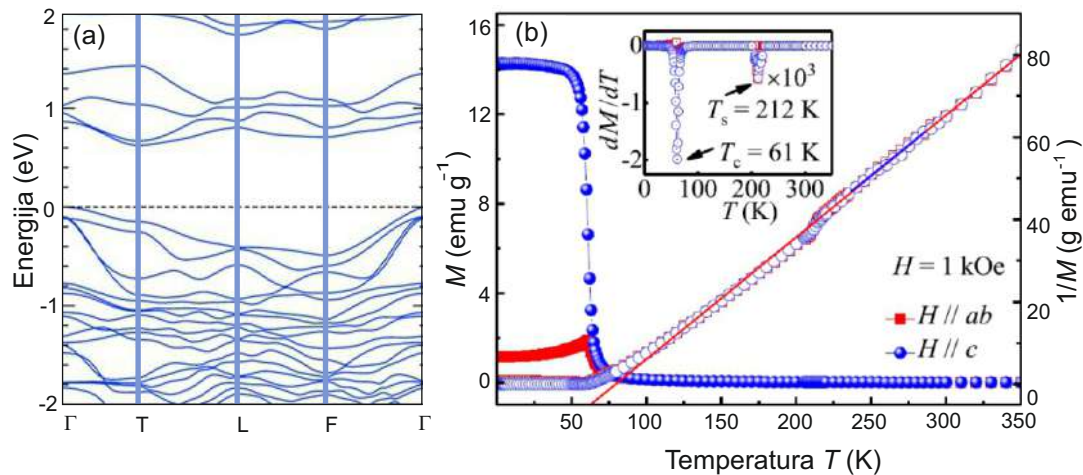 (a)
Energija (eV)
2
1
0
-1
-2
Γ
T
L
F
Γ
(b)
M (emu g⁻¹)
16
12
8
4
0
0
-1
-2
dM/dT
×10³
Tₛ = 212 K
T꜀ = 61 K
0
100
200
300
T (K)
H = 1 kOe
H // ab
H // c
80
60
40
20
0
1/M (g emu⁻¹)
50
100
150
200
250
300
350
Temperatura T (K)